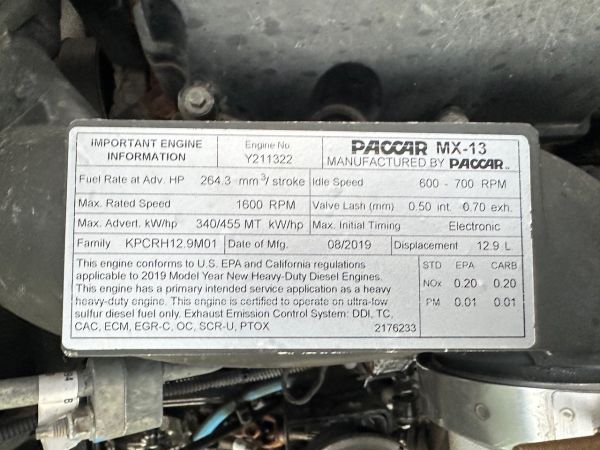 IMPORTANT ENGINE INFORMATION
Engine No Y211322
PACCAR MX-13
MANUFACTURED BY PACCAR
Fuel Rate at Adv. HP 264.3 mm³/ stroke
Idle Speed 600 - 700 RPM
Max. Rated Speed 1600 RPM
Valve Lash (mm) 0.50 int. 0.70 exh.
Max. Advert. kW/hp 340/455 MT kW/hp
Max. Initial Timing Electronic
Family KPCRH12.9M01
Date of Mfg. 08/2019
Displacement 12.9 L
This engine conforms to U.S. EPA and California regulations
applicable to 2019 Model Year New Heavy-Duty Diesel Engines.
This engine has a primary intended service application as a heavy
heavy-duty engine. This engine is certified to operate on ultra-low
sulfur diesel fuel only. Exhaust Emission Control System: DDI, TC,
CAC, ECM, EGR-C, OC, SCR-U, PTOX
2176233
STD EPA CARB
NOx 0.20 0.20
PM 0.01 0.01